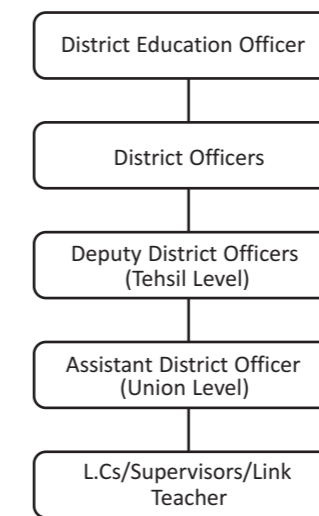 District Education Officer
District Officers
Deputy District Officers
(Tehsil Level)
Assistant District Officer
(Union Level)
L.Cs/Supervisors/Link
Teacher